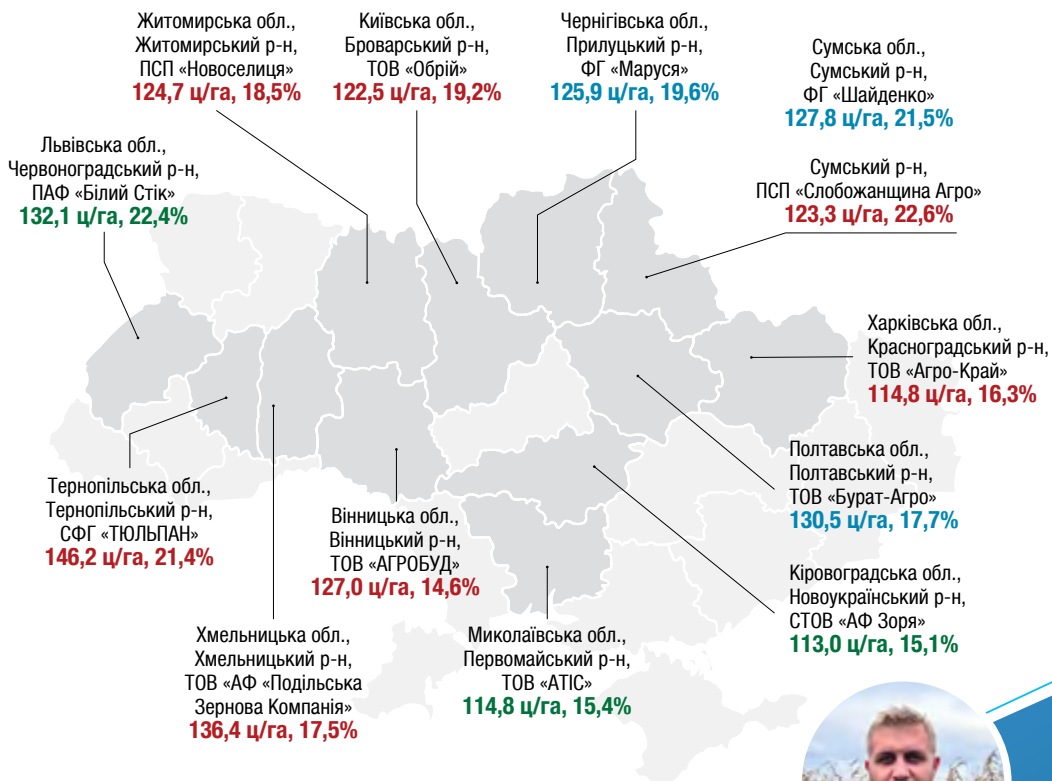 Житомирська обл.,
Житомирський р-н,
ПСП «Новоселиця»
124,7 ц/га, 18,5%
Київська обл.,
Броварський р-н,
ТОВ «Обрій»
122,5 ц/га, 19,2%
Чернігівська обл.,
Прилуцький р-н,
ФГ «Маруся»
125,9 ц/га, 19,6%
Сумська обл.,
Сумський р-н,
ФГ «Шайденко»
127,8 ц/га, 21,5%
Сумський р-н,
ПСП «Слобожанщина Агро»
123,3 ц/га, 22,6%
Львівська обл.,
Червоноградський р-н,
ПАФ «Білий Стік»
132,1 ц/га, 22,4%
Харківська обл.,
Красноградський р-н,
ТОВ «Агро-Край»
114,8 ц/га, 16,3%
Полтавська обл.,
Полтавський р-н,
ТОВ «Бурат-Агро»
130,5 ц/га, 17,7%
Тернопільська обл.,
Тернопільський р-н,
СФГ «ТЮЛЬПАН»
146,2 ц/га, 21,4%
Вінницька обл.,
Вінницький р-н,
ТОВ «АГРОБУД»
127,0 ц/га, 14,6%
Кіровоградська обл.,
Новоукраїнський р-н,
СТОВ «АФ Зоря»
113,0 ц/га, 15,1%
Хмельницька обл.,
Хмельницький р-н,
ТОВ «АФ «Подільська
Зернова Компанія»
136,4 ц/га, 17,5%
Миколаївська обл.,
Первомайський р-н,
ТОВ «АТІС»
114,8 ц/га, 15,4%